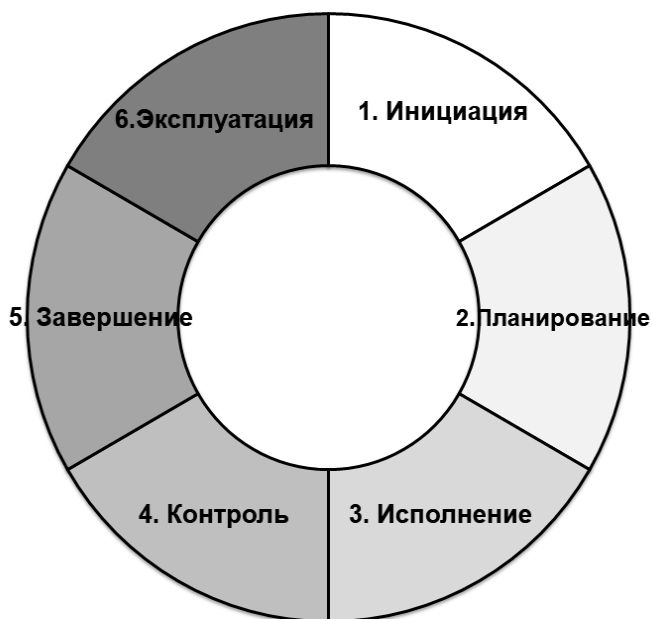 1. Инициация
2.Планирование
3. Исполнение
4. Контроль
5. Завершение
6.Эксплуатация